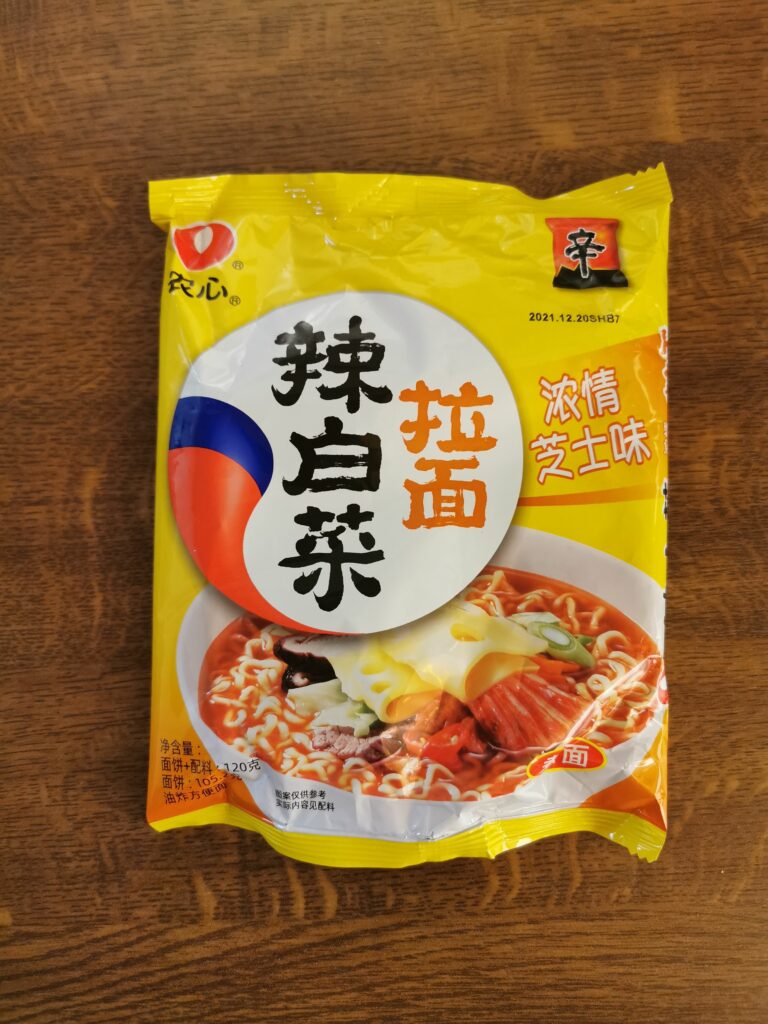 农心
®
®
辛
2021.12.20SHB7
辣白菜
拉面
浓情
芝士味
净含量：
面饼+配料：120克
面饼：105.
油炸方便面
图案仅供参考
实际内容见配料
面